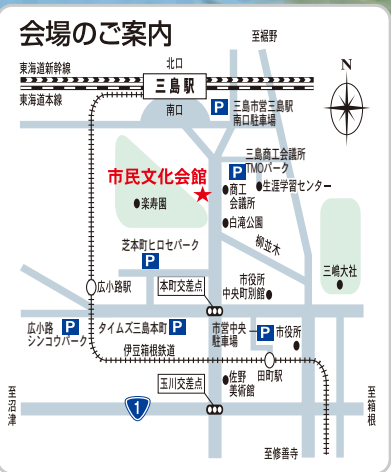 会場のご案内
至裾野
東海道新幹線
北口
三島駅
N
東海道本線
南口
P
三島市営三島駅
南口駐車場
三島商工会議所
TMOパーク
P
市民文化会館
商工
会議所
生涯学習センター
楽寿園
白滝公園
芝本町ヒロセパーク
P
柳並木
三嶋大社
広小路駅
本町交差点
市役所
中央町別館
広小路
シンコウパーク
P
タイムズ三島本町
P
市営中央
駐車場
P
市役所
伊豆箱根鉄道
田町駅
至沼津
1
玉川交差点
佐野
美術館
至箱根
至修善寺